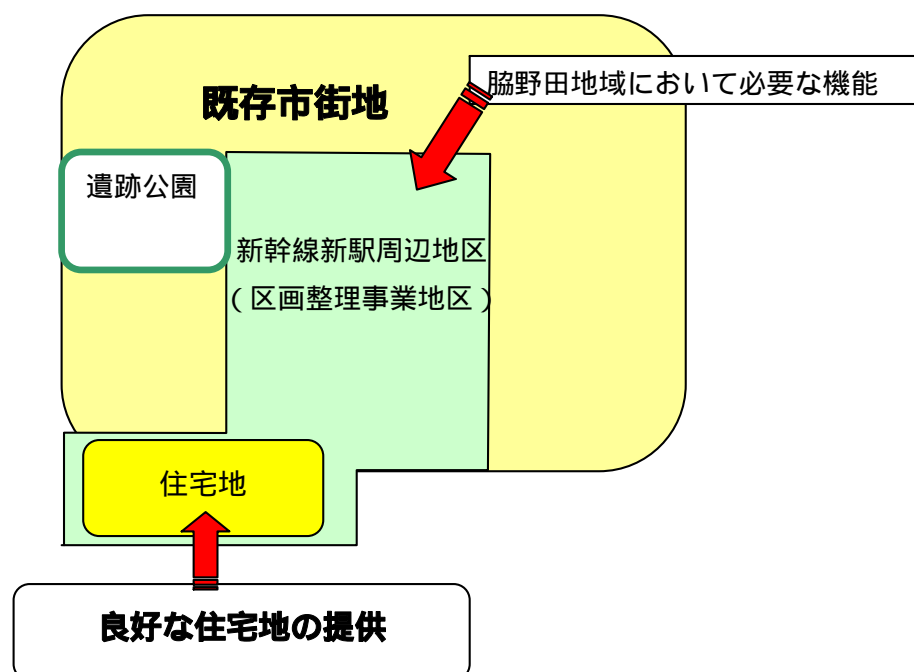 脇野田地域において必要な機能
既存市街地
遺跡公園
新幹線新駅周辺地区
（区画整理事業地区）
住宅地
良好な住宅地の提供